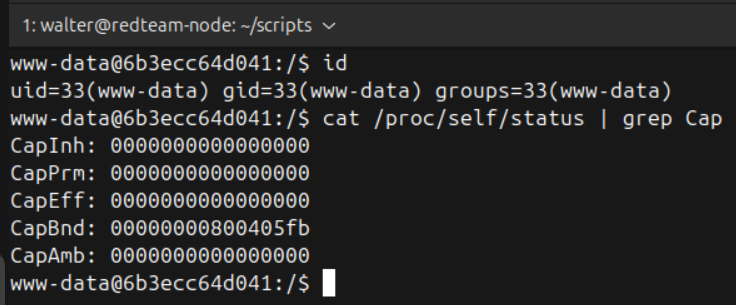 1: walter@redteam-node: ~/scripts
www-data@6b3ecc64d041:/$ id
uid=33(www-data) gid=33(www-data) groups=33(www-data)
www-data@6b3ecc64d041:/$ cat /proc/self/status | grep Cap
CapInh: 0000000000000000
CapPrm: 0000000000000000
CapEff: 0000000000000000
CapBnd: 00000000800405fb
CapAmb: 0000000000000000
www-data@6b3ecc64d041:/$